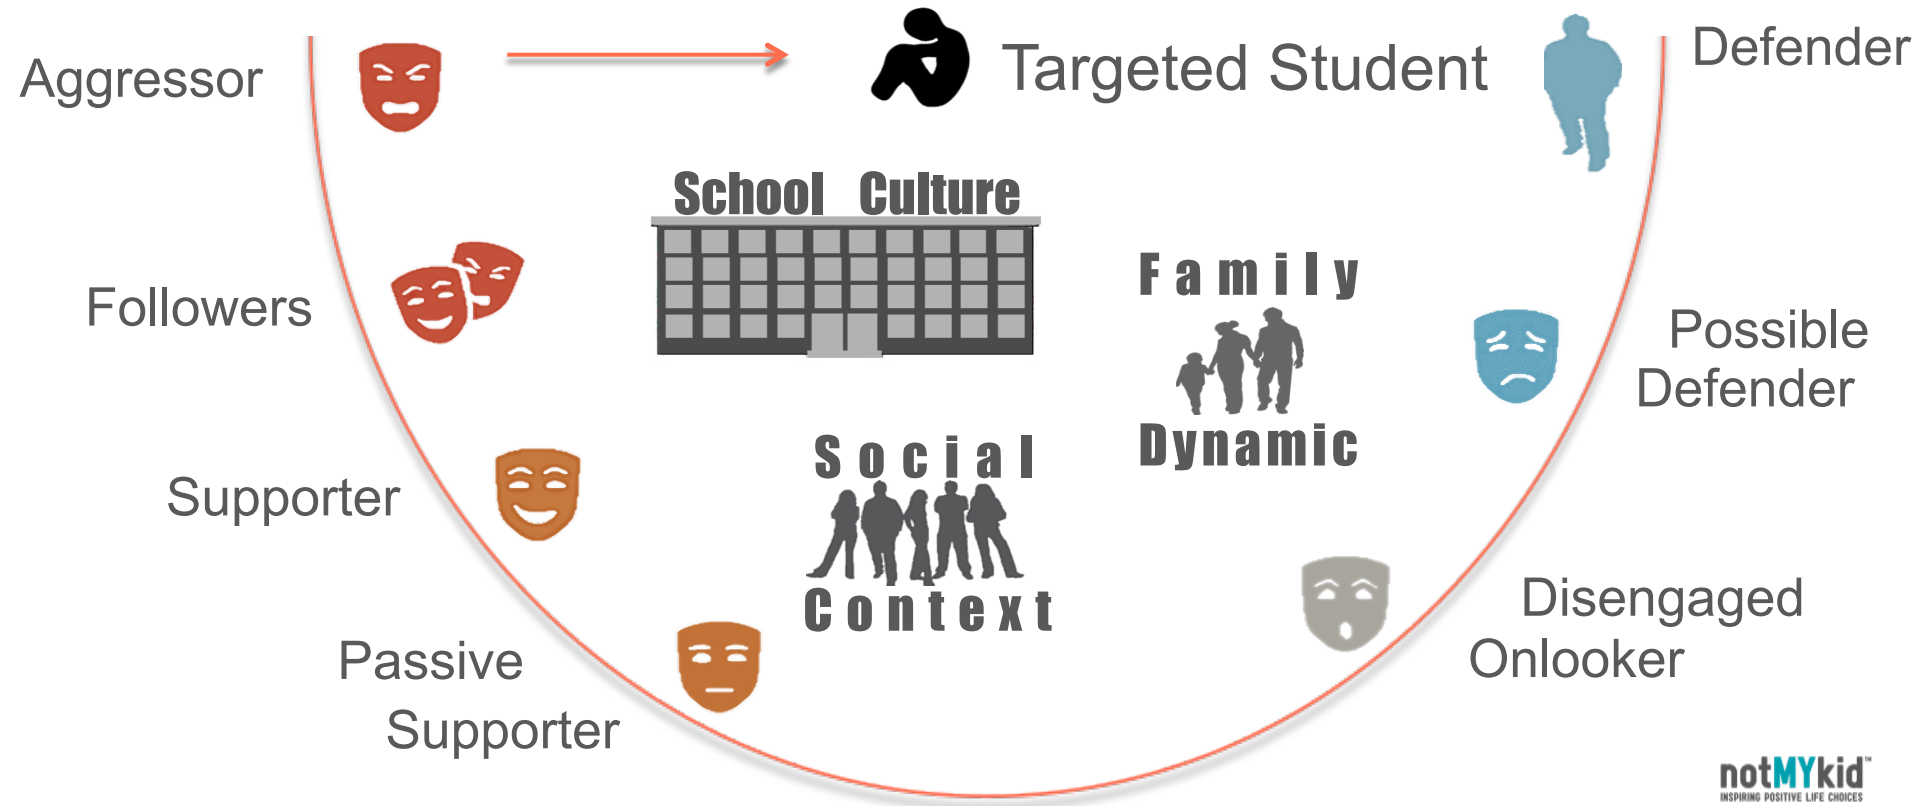 Aggressor
Targeted Student
Defender
School Culture
Followers
Family
Dynamic
Possible
Defender
Supporter
Social
Context
Disengaged
Onlooker
Passive
Supporter
notMYkid™
INSPIRING POSITIVE LIFE CHOICES